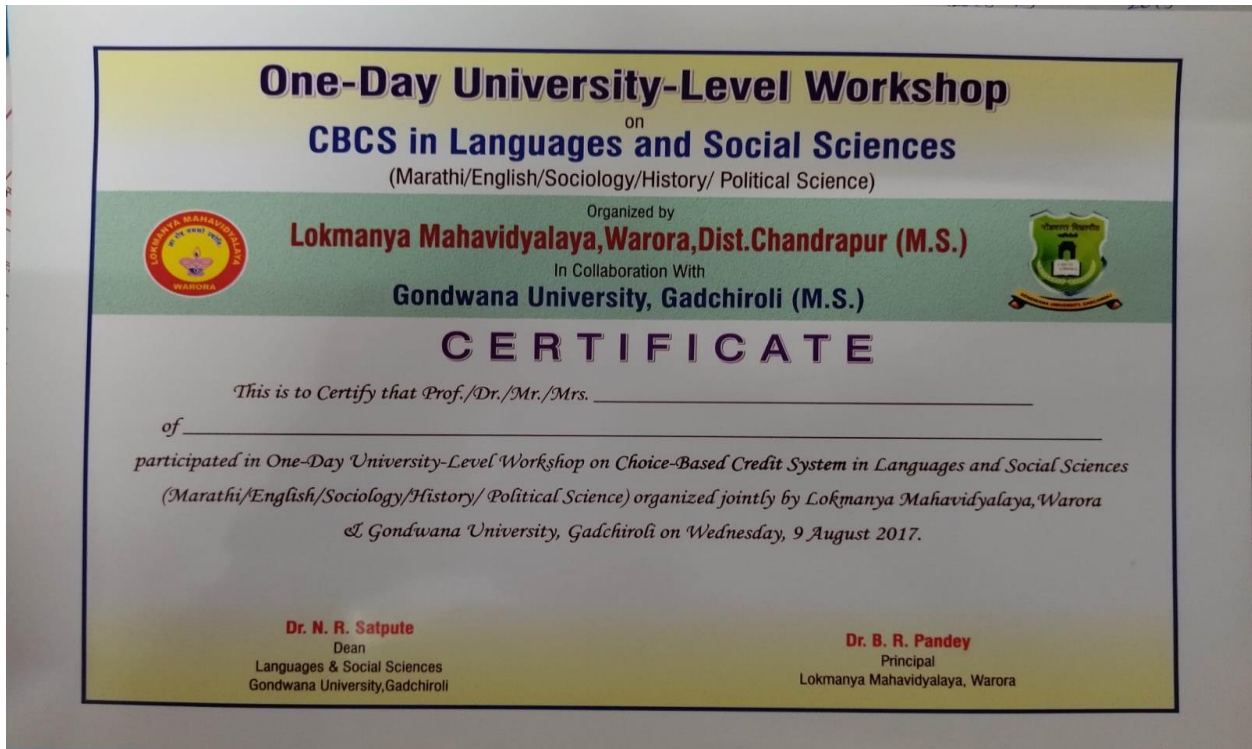 One-Day University-Level Workshop
on
CBCS in Languages and Social Sciences
(Marathi/English/Sociology/History/ Political Science)
Organized by
Lokmanya Mahavidyalaya,Warora,Dist.Chandrapur (M.S.)
In Collaboration With
Gondwana University, Gadchiroli (M.S.)
LOKMANYA MAHAVIDYALAYA
WARORA
CERTIFICATE
This is to Certify that Prof./Dr./Mr./Mrs.
of
participated in One-Day University-Level Workshop on Choice-Based Credit System in Languages and Social Sciences
(Marathi/English/Sociology/History/ Political Science) organized jointly by Lokmanya Mahavidyalaya,Warora
& Gondwana University, Gadchiroli on Wednesday, 9 August 2017.
Dr. N. R. Satpute
Dean
Languages & Social Sciences
Gondwana University,Gadchiroli
Dr. B. R. Pandey
Principal
Lokmanya Mahavidyalaya, Warora